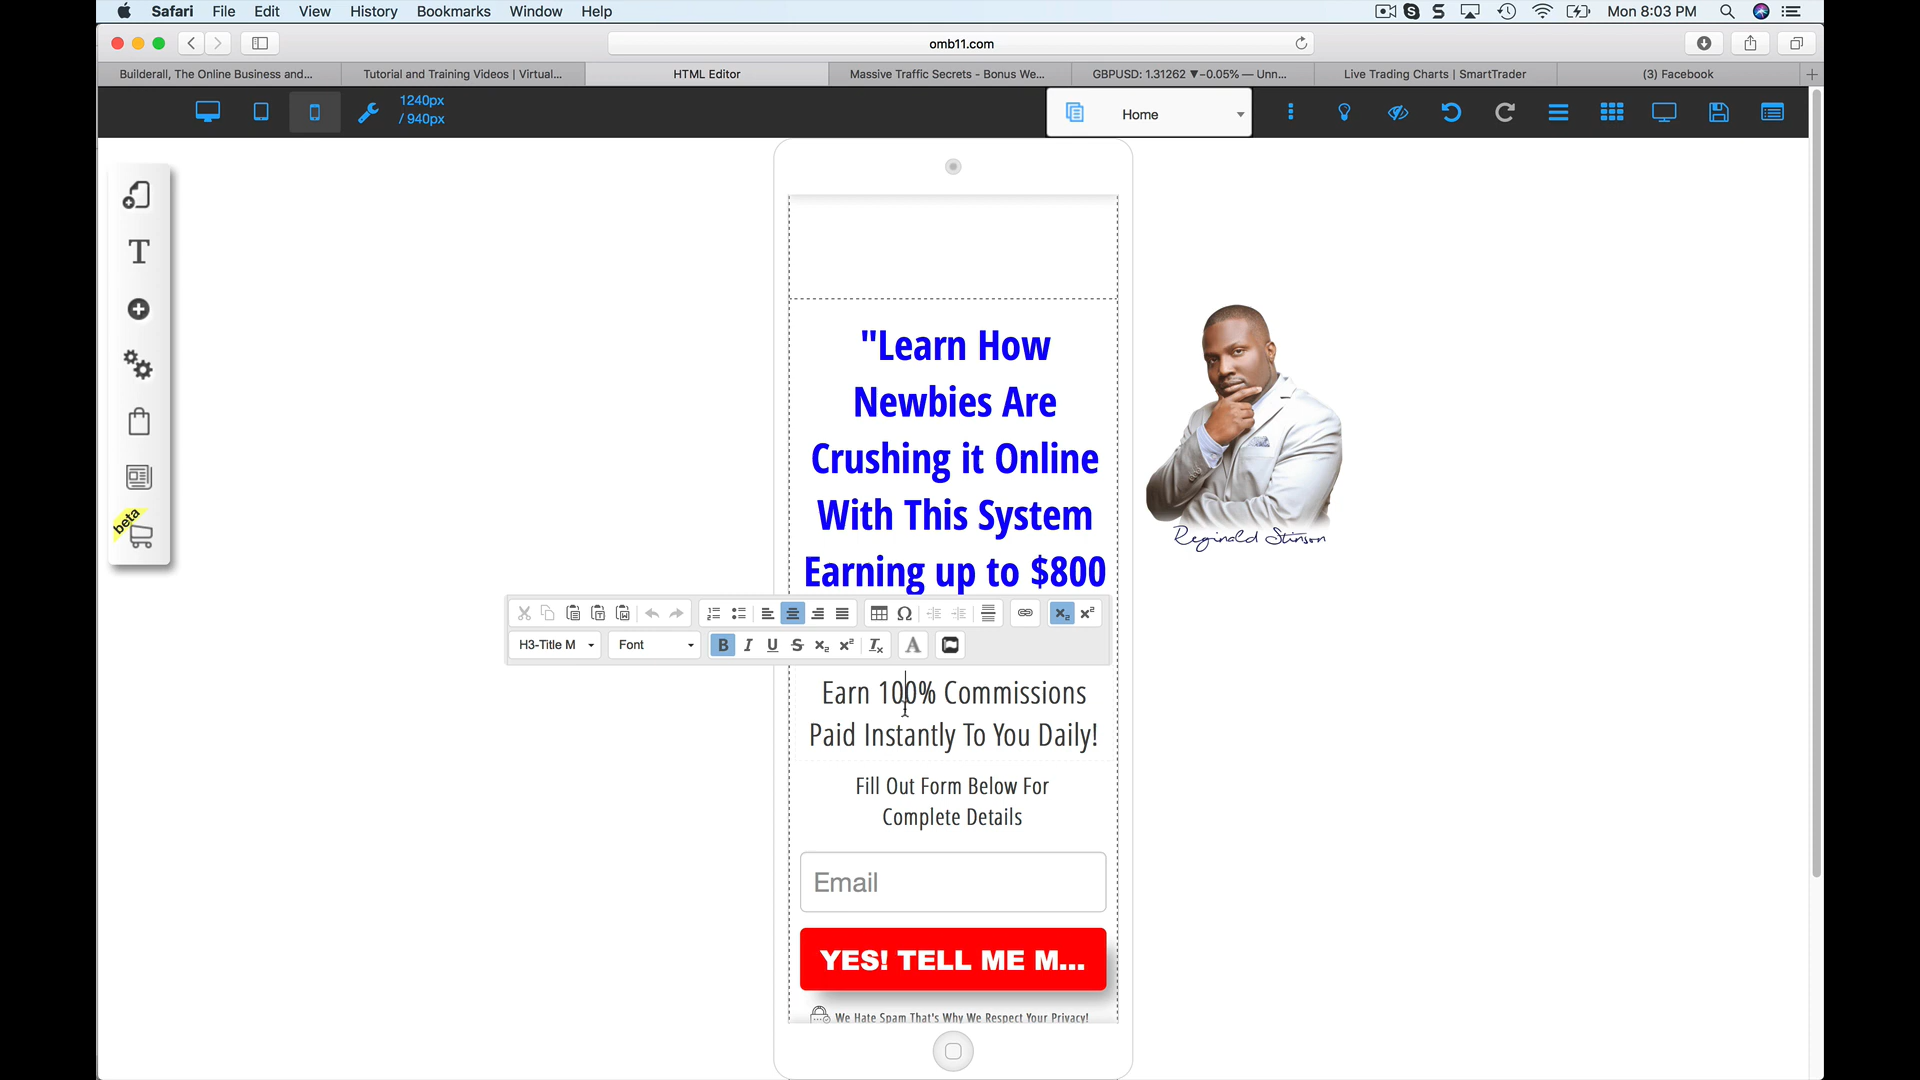 Safari File Edit View History Bookmarks Window Help Mon 8:03 PM
omb11.com
Builderall, The Online Business and... Tutorial and Training Videos | Virtual... HTML Editor Massive Traffic Secrets - Bonus We... GBPUSD: 1.31262 ▼−0.05% — Unn... Live Trading Charts | SmartTrader (3) Facebook
1240px
/ 940px
Home
beta
"Learn How
Newbies Are
Crushing it Online
With This System
Earning up to $800
Reginald Stinson
H3-Title M Font
Earn 100% Commissions
Paid Instantly To You Daily!
Fill Out Form Below For
Complete Details
Email
YES! TELL ME M...
We Hate Spam That's Why We Respect Your Privacy!